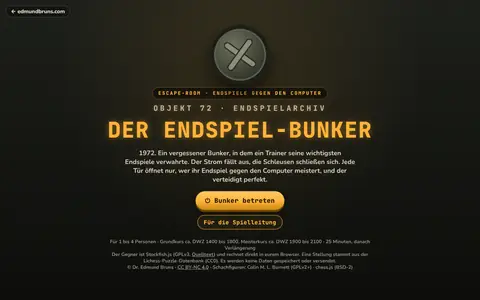 ← edmundbruns.com
ESCAPE-ROOM · ENDSPIELE GEGEN DEN COMPUTER
OBJEKT 72 · ENDSPIELARCHIV
DER ENDSPIEL-BUNKER
1972. Ein vergessener Bunker, in dem ein Trainer seine wichtigsten
Endspiele verwahrte. Der Strom fällt aus, die Schleusen schließen sich. Jede
Tür öffnet nur, wer ihr Endspiel gegen den Computer meistert, und der
verteidigt perfekt.
Bunker betreten
Für die Spielleitung
Für 1 bis 4 Personen · Grundkurs ca. DWZ 1400 bis 1800, Meisterkurs ca. DWZ 1900 bis 2100 · 25 Minuten, danach
Verlängerung
Der Gegner ist Stockfish.js (GPLv3, Quelltext) und rechnet direkt in eurem Browser. Eine Stellung stammt aus der
Lichess-Puzzle-Datenbank (CC0). Es werden keine Daten gespeichert oder versendet.
© Dr. Edmund Bruns · CC BY-NC 4.0 · Schachfiguren: Colin M. L. Burnett (GPLv2+) · chess.js (BSD-2)